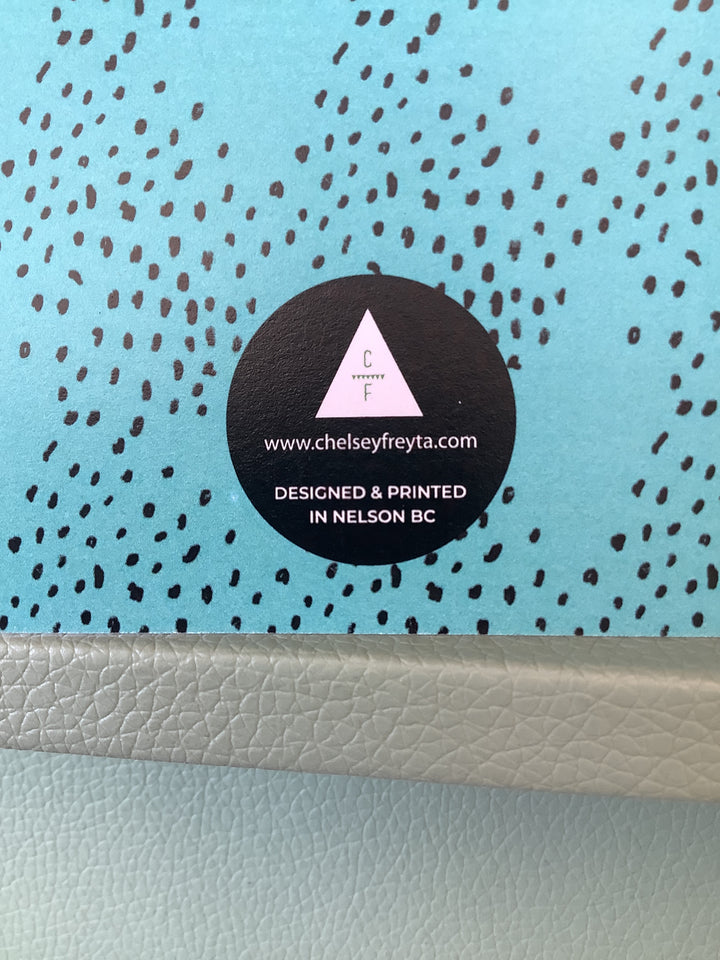 C
F
www.chelseyfreyta.com
DESIGNED & PRINTED
IN NELSON BC